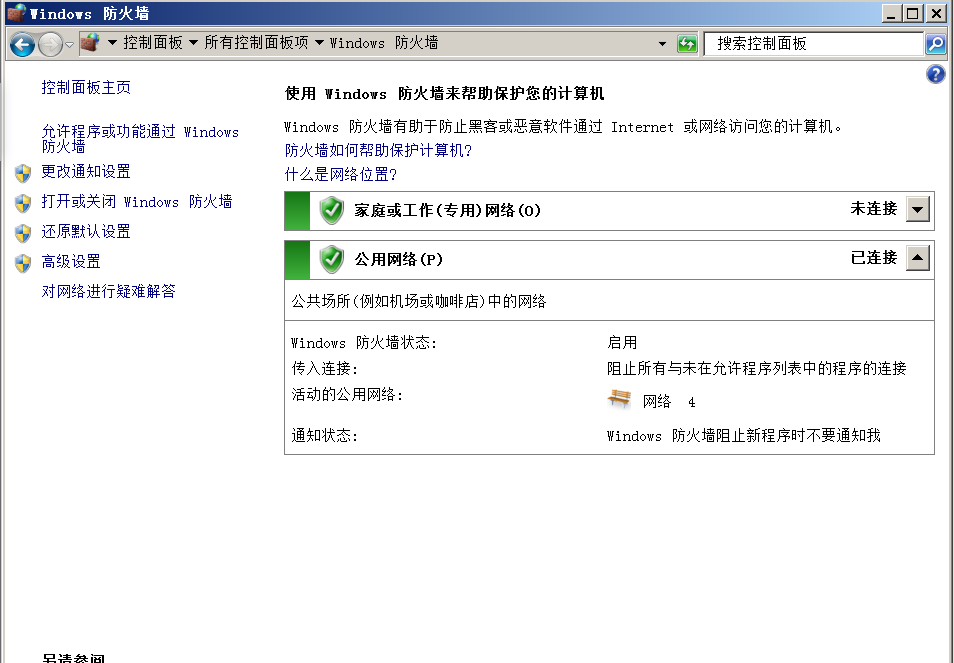 Windows 防火墙
控制面板 所有控制面板项 Windows 防火墙
搜索控制面板
控制面板主页
允许程序或功能通过 Windows
防火墙
更改通知设置
打开或关闭 Windows 防火墙
还原默认设置
高级设置
对网络进行疑难解答
使用 Windows 防火墙来帮助保护您的计算机
Windows 防火墙有助于防止黑客或恶意软件通过 Internet 或网络访问您的计算机。
防火墙如何帮助保护计算机?
什么是网络位置?
家庭或工作(专用)网络(O) 未连接
公用网络(P) 已连接
公共场所(例如机场或咖啡店)中的网络
Windows 防火墙状态: 启用
传入连接: 阻止所有与未在允许程序列表中的程序的连接
活动的公用网络: 网络 4
通知状态: Windows 防火墙阻止新程序时不要通知我
另请参阅